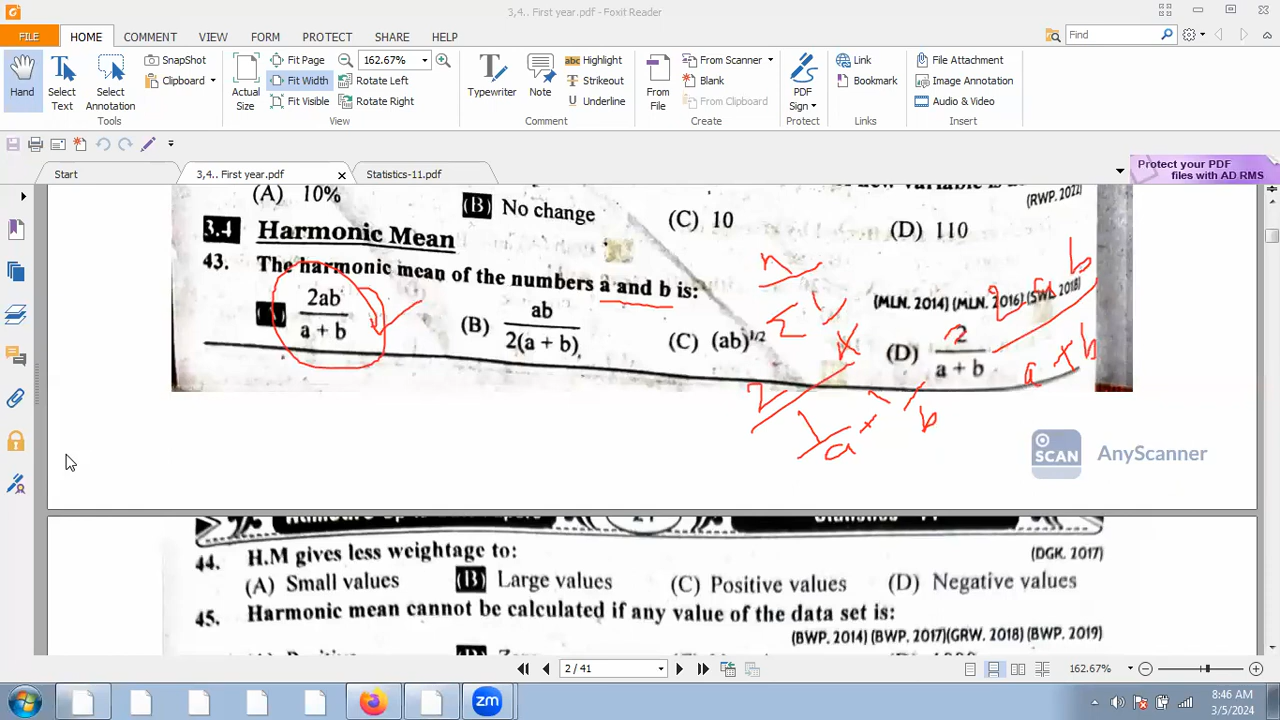 3,4.. First year.pdf - Foxit Reader
FILE HOME COMMENT VIEW FORM PROTECT SHARE HELP
Find
Hand
Select Text
Select Annotation
SnapShot
Clipboard
Tools
Actual Size
Fit Page
Fit Width
Fit Visible
162.67%
Rotate Left
Rotate Right
View
Typewriter
Note
Highlight
Strikeout
Underline
Comment
From File
From Scanner
Blank
From Clipboard
Create
PDF Sign
Protect
Link
Bookmark
Links
File Attachment
Image Annotation
Audio & Video
Insert
Start
3,4.. First year.pdf
Statistics-11.pdf
Protect your PDF
files with AD RMS
(RWP. 2022)
(A) 10% (B) No change (C) 10 (D) 110
3.4 Harmonic Mean
43. The harmonic mean of the numbers a and b is:
(MLN. 2014) (MLN. 2016) (SWL 2018)
2ab / a + b (B) ab / 2(a + b) (C) (ab)^1/2 (D) 2 / a + b
a + b
1/a + 1/b
SCAN AnyScanner
Statistics-11
44. H.M gives less weightage to: (DGK. 2017)
(A) Small values (B) Large values (C) Positive values (D) Negative values
45. Harmonic mean cannot be calculated if any value of the data set is:
(BWP. 2014) (BWP. 2017)(GRW. 2018) (BWP. 2019)
2 / 41
162.67%
zm
8:46 AM
3/5/2024